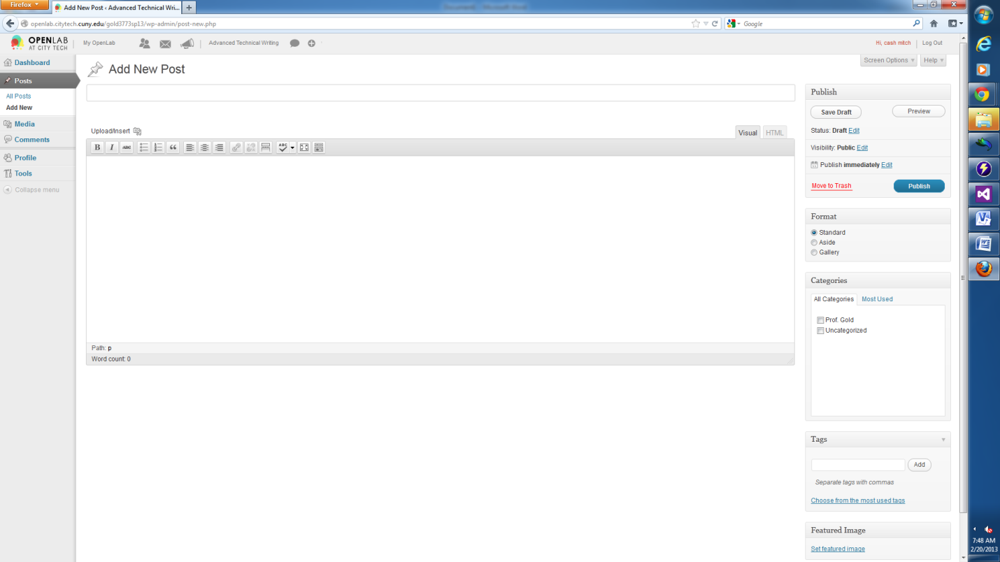 Firefox
Add New Post ‹ Advanced Technical Wri...
openlab.citytech.cuny.edu/gold3773sp13/wp-admin/post-new.php
Google
OPENLAB
AT CITY TECH
My OpenLab
Advanced Technical Writing
Hi, cash mitch
Log Out
Screen Options
Help
Dashboard
Posts
All Posts
Add New
Media
Comments
Profile
Tools
Collapse menu
Add New Post
Upload/Insert
Visual
HTML
B
I
ABC
ABC
Path: p
Word count: 0
Publish
Save Draft
Preview
Status: Draft Edit
Visibility: Public Edit
Publish immediately Edit
Move to Trash
Publish
Format
Standard
Aside
Gallery
Categories
All Categories
Most Used
Prof. Gold
Uncategorized
Tags
Add
Separate tags with commas
Choose from the most used tags
Featured Image
Set featured image
7:48 AM
2/20/2013